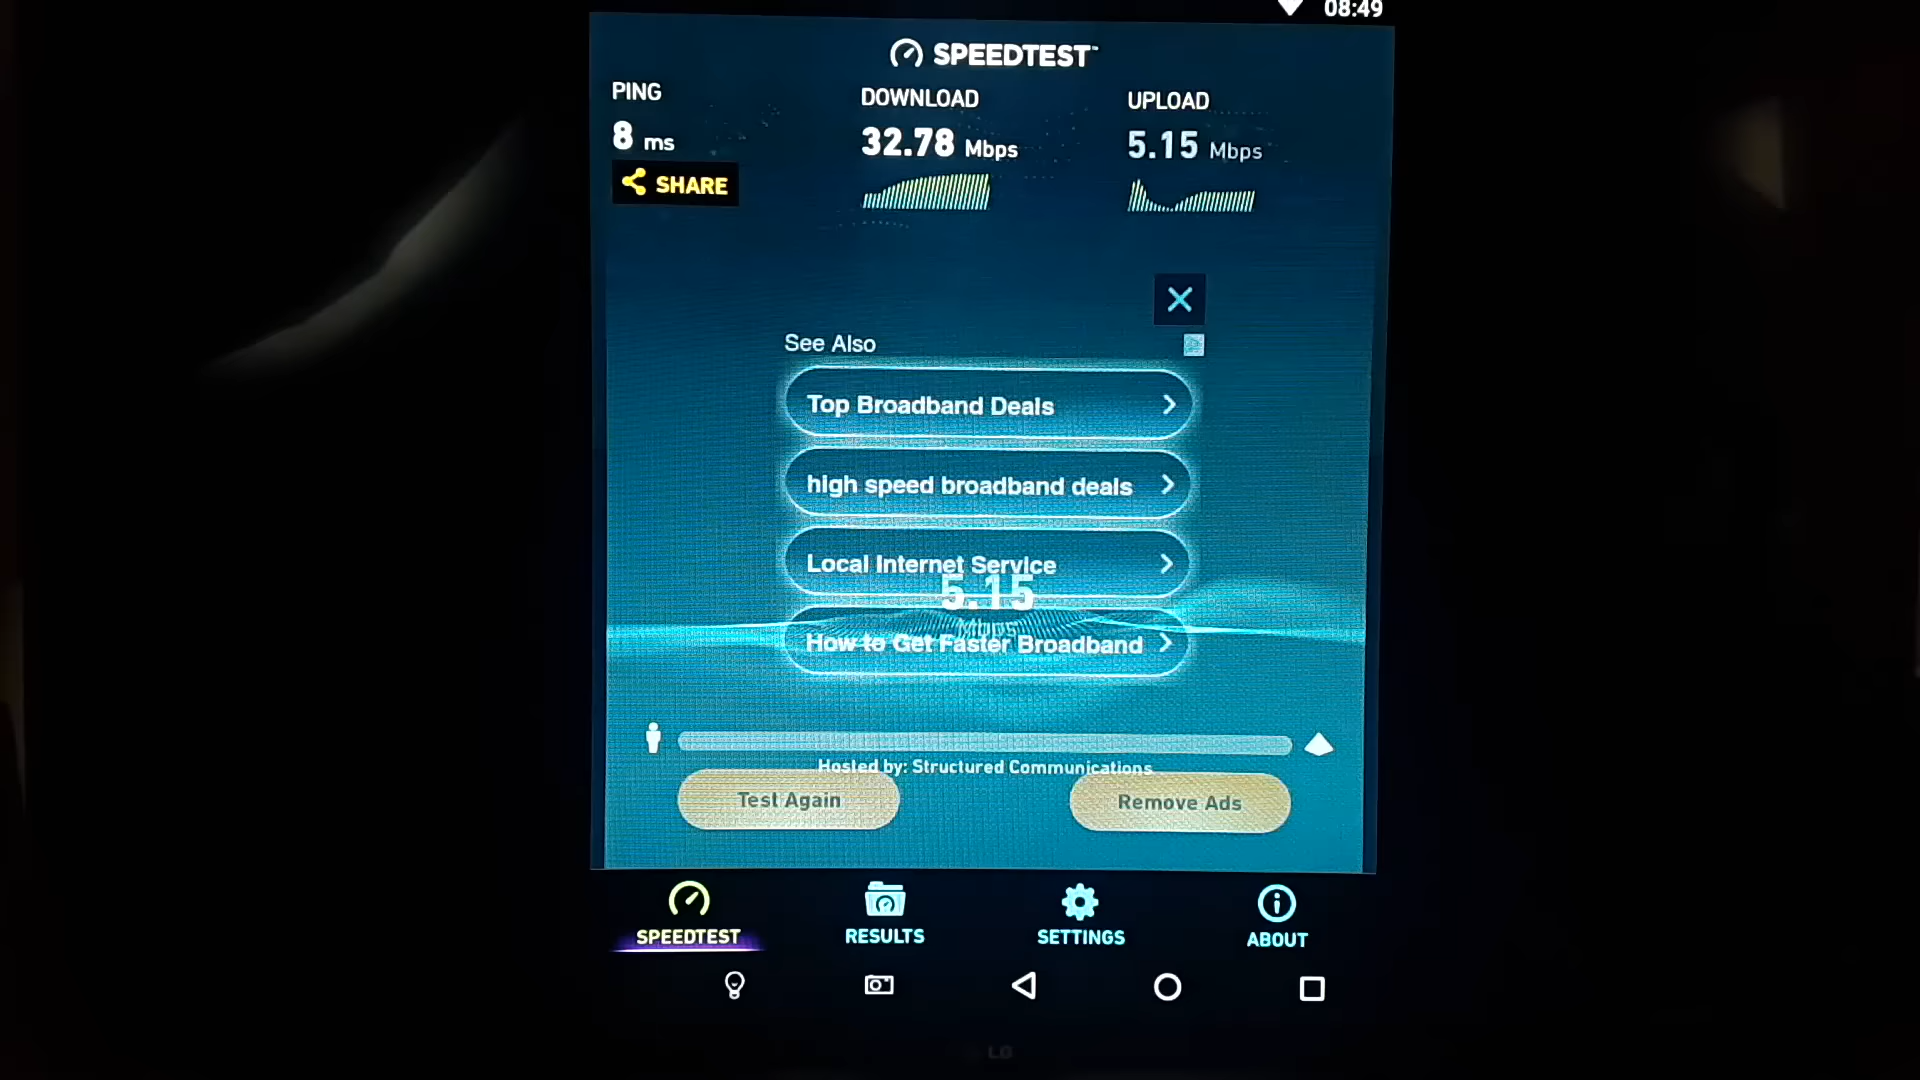 08:49
SPEEDTEST™
PING
8 ms
SHARE
DOWNLOAD
32.78 Mbps
UPLOAD
5.15 Mbps
See Also
Top Broadband Deals
high speed broadband deals
Local Internet Service
5.15
Mbps
How to Get Faster Broadband
Hosted by: Structured Communications
Test Again
Remove Ads
SPEEDTEST
RESULTS
SETTINGS
ABOUT
LG